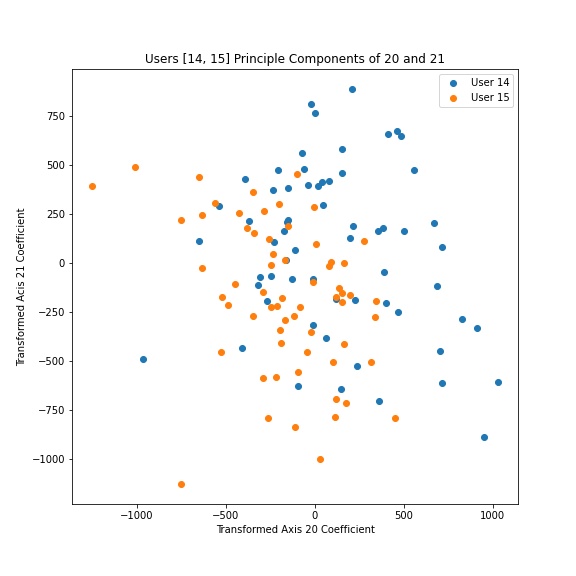 Users [14, 15] Principle Components of 20 and 21
User 14
User 15
Transformed Acis 21 Coefficient
750
500
250
0
−250
−500
−750
−1000
−1000
−500
0
500
1000
Transformed Axis 20 Coefficient